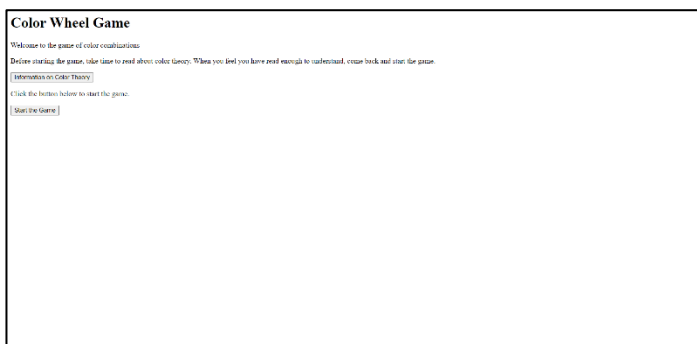 Color Wheel Game
Welcome to the game of color combinations
Before starting the game, take time to read about color theory. When you feel you have read enough to understand, come back and start the game.
Information on Color Theory
Click the button below to start the game.
Start the Game